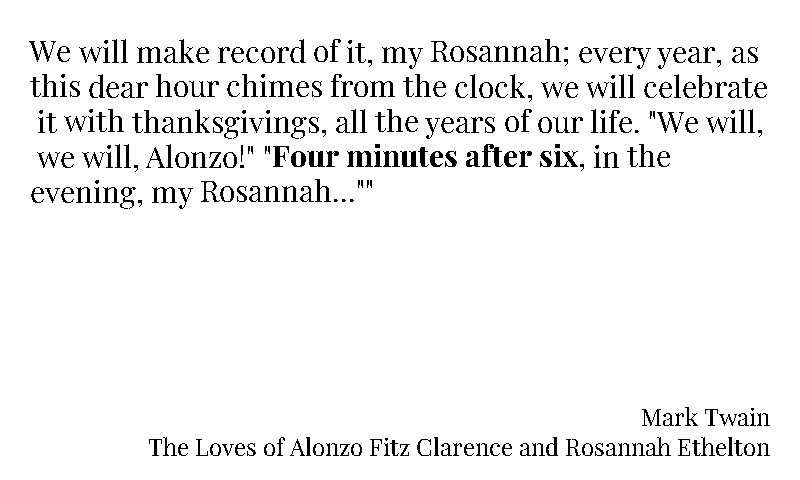 We will make record of it, my Rosannah; every year, as
this dear hour chimes from the clock, we will celebrate
it with thanksgivings, all the years of our life. "We will,
we will, Alonzo!" "Four minutes after six, in the
evening, my Rosannah...""
Mark Twain
The Loves of Alonzo Fitz Clarence and Rosannah Ethelton